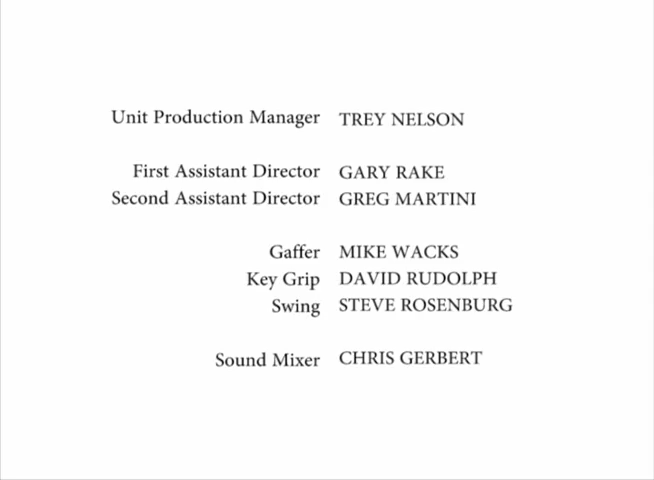 Unit Production Manager TREY NELSON
First Assistant Director GARY RAKE
Second Assistant Director GREG MARTINI
Gaffer MIKE WACKS
Key Grip DAVID RUDOLPH
Swing STEVE ROSENBURG
Sound Mixer CHRIS GERBERT